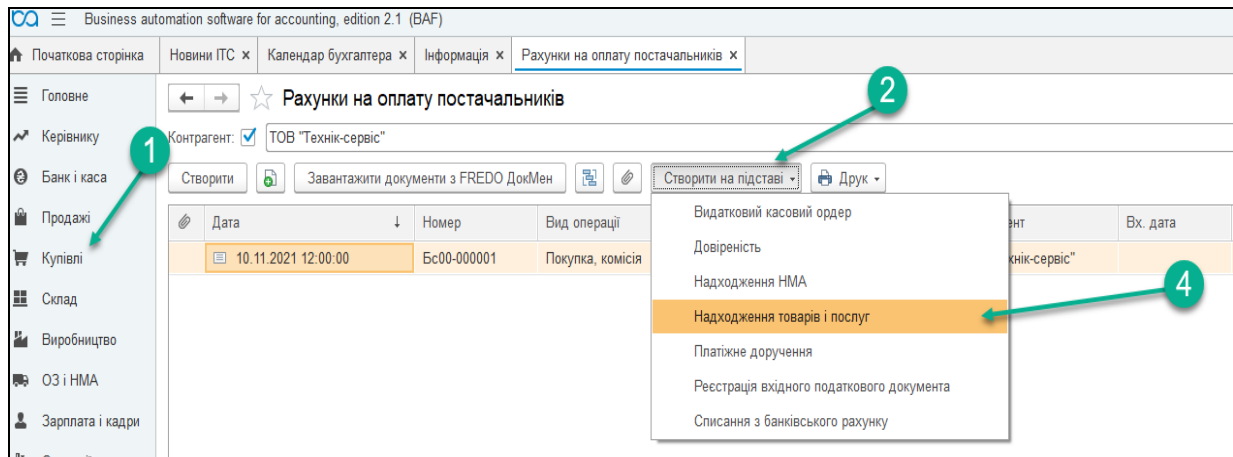 Business automation software for accounting, edition 2.1 (BAF)
Початкова сторінка Новини ІТС × Календар бухгалтера × Інформація × Рахунки на оплату постачальників ×
Головне
← → Рахунки на оплату постачальників
2
Керівнику
Контрагент: ТОВ "Технік-сервіс"
1
Банк і каса
Створити Завантажити документи з FREDO ДокМен Створити на підставі Друк
Продажі
Дата ↓ Номер Вид операції ент Вх. дата
Видатковий касовий ордер
Купівлі
10.11.2021 12:00:00 Бс00-000001 Покупка, комісія хнік-сервіс"
Довіреність
Надходження НМА
4
Склад
Надходження товарів і послуг
Виробництво
Платіжне доручення
ОЗ і НМА
Реєстрація вхідного податкового документа
Зарплата і кадри
Списання з банківського рахунку